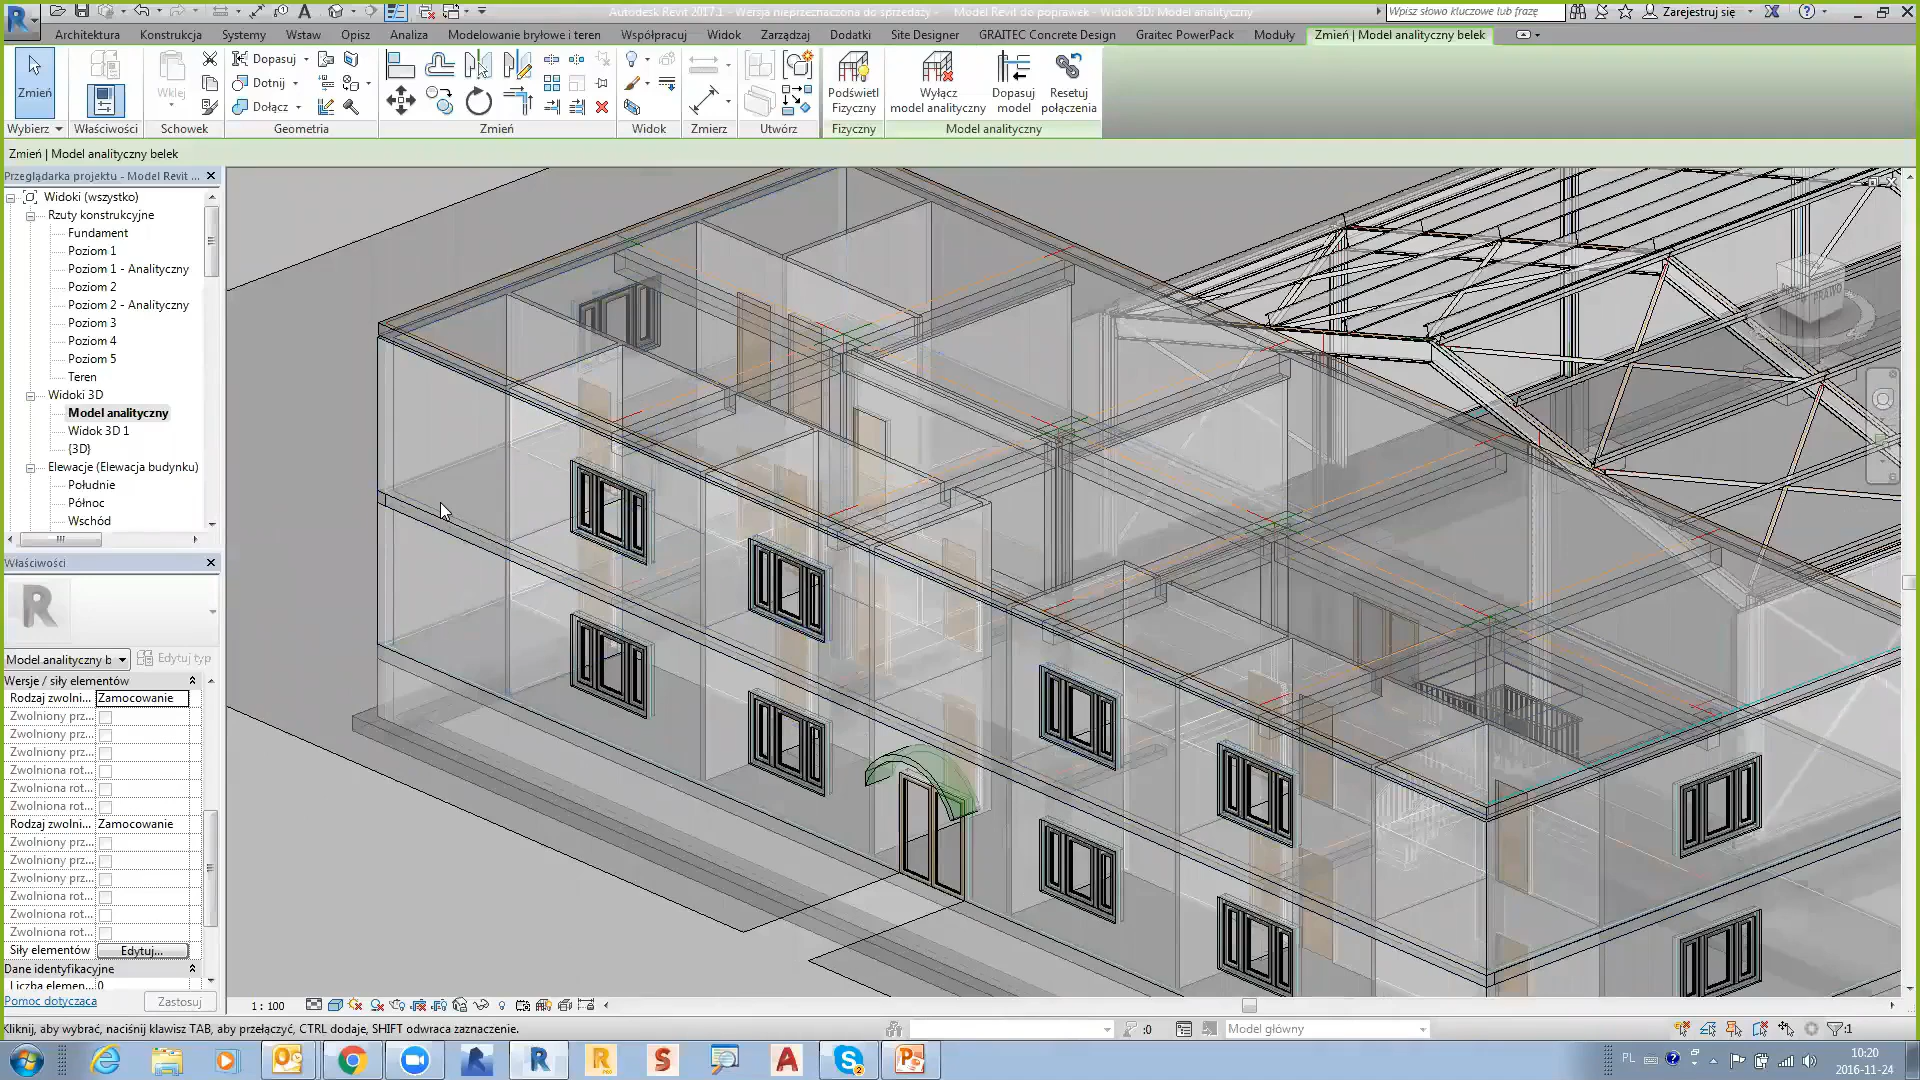 Autodesk Revit 2017.1 - Wersja nieprzeznaczona do sprzedaży - Model Revit do poprawek - Widok 3D: Model analityczny
Wpisz słowo kluczowe lub frazę
Zarejestruj się
Architektura Konstrukcja Systemy Wstaw Opisz Analiza Modelowanie bryłowe i teren Współpracuj Widok Zarządzaj Dodatki Site Designer GRAITEC Concrete Design Graitec PowerPack Moduły Zmień | Model analityczny belek
Zmień
Wklej
Dopasuj
Dotnij
Dołącz
Podświetl
Fizyczny
Wyłącz
model analityczny
Dopasuj
model
Resetuj
połączenia
Wybierz Właściwości Schowek Geometria Zmień Widok Zmierz Utwórz Fizyczny Model analityczny
Zmień | Model analityczny belek
Przeglądarka projektu - Model Revit ...
Widoki (wszystko)
Rzuty konstrukcyjne
Fundament
Poziom 1
Poziom 1 - Analityczny
Poziom 2
Poziom 2 - Analityczny
Poziom 3
Poziom 4
Poziom 5
Teren
Widoki 3D
Model analityczny
Widok 3D 1
{3D}
Elewacje (Elewacja budynku)
Południe
Północ
Wschód
Właściwości
Model analityczny b
Edytuj typ
Wersje / siły elementów
Rodzaj zwolni... Zamocowanie
Zwolniony prz...
Zwolniony prz...
Zwolniony prz...
Zwolniona rot...
Zwolniona rot...
Zwolniona rot...
Rodzaj zwolni... Zamocowanie
Zwolniony prz...
Zwolniony prz...
Zwolniony prz...
Zwolniona rot...
Zwolniona rot...
Zwolniona rot...
Siły elementów Edytuj...
Dane identyfikacyjne
Liczba elemen... 0
Pomoc dotycząca
Zastosuj
PRAWO
1 : 100
Kliknij, aby wybrać, naciśnij klawisz TAB, aby przełączyć, CTRL dodaje, SHIFT odwraca zaznaczenie.
:0
Model główny
:1
PL
10:20
2016-11-24